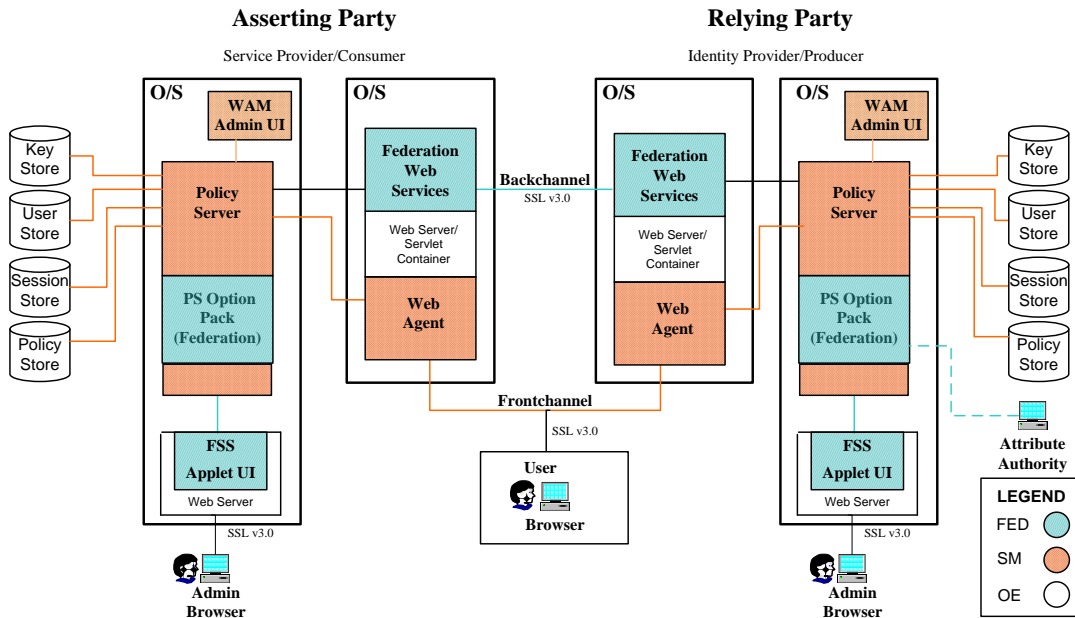 Asserting Party
Relying Party
Service Provider/Consumer
Identity Provider/Producer
O/S
WAM
Admin UI
Key
Store
User
Store
Session
Store
Policy
Store
Policy
Server
PS Option
Pack
(Federation)
FSS
Applet UI
Web Server
SSL v3.0
Admin
Browser
O/S
Federation
Web
Services
Web Server/
Servlet
Container
Web
Agent
Backchannel
SSL v3.0
Frontchannel
SSL v3.0
User
Browser
O/S
Federation
Web
Services
Web Server/
Servlet
Container
Web
Agent
O/S
WAM
Admin UI
Policy
Server
PS Option
Pack
(Federation)
FSS
Applet UI
Web Server
SSL v3.0
Admin
Browser
Key
Store
User
Store
Session
Store
Policy
Store
Attribute
Authority
LEGEND
FED
SM
OE